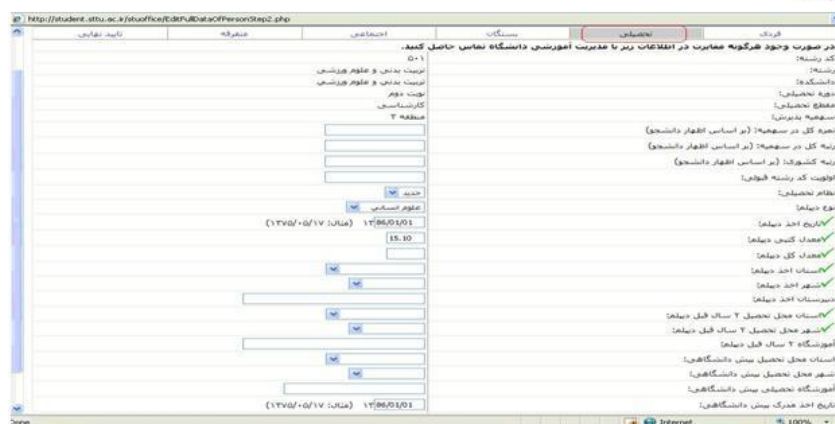 http://student.sttu.ac.ir/stuoffice/EditFullDataOfPersonStep2.php
فردی تحصیلی بستگان اجتماعی متفرقه تایید نهایی
در صورت وجود هرگونه مغایرت در اطلاعات زیر با مدیریت آموزشی دانشگاه تماس حاصل کنید.
کد رشته: ۵۰۱
رشته: تربیت بدنی و علوم ورزشی
دانشکده: تربیت بدنی و علوم ورزشی
دوره تحصیلی: نوبت دوم
مقطع تحصیلی: کارشناسی
سهمیه پذیرش: منطقه ۲
نمره کل در سهمیه: (بر اساس اظهار دانشجو)
رتبه کل در سهمیه: (بر اساس اظهار دانشجو)
رتبه کشوری: (بر اساس اظهار دانشجو)
اولویت کد رشته قبولی:
نظام تحصیلی: جدید
نوع دیپلم: علوم انسانی
تاریخ اخذ دیپلم: ۱۳86/01/01 (مثال: ۱۳۷۵/۰۵/۱۷)
معدل کتبی دیپلم: 15.10
معدل کل دیپلم:
استان اخذ دیپلم:
شهر اخذ دیپلم:
دبیرستان اخذ دیپلم:
استان محل تحصیل ۲ سال قبل دیپلم:
شهر محل تحصیل ۲ سال قبل دیپلم:
آموزشگاه ۲ سال قبل دیپلم:
استان محل تحصیل پیش دانشگاهی:
شهر محل تحصیل پیش دانشگاهی:
آموزشگاه تحصیلی پیش دانشگاهی:
تاریخ اخذ مدرک پیش دانشگاهی: ۱۳86/01/01 (مثال: ۱۳۷۵/۰۵/۱۷)
Done Internet 100%